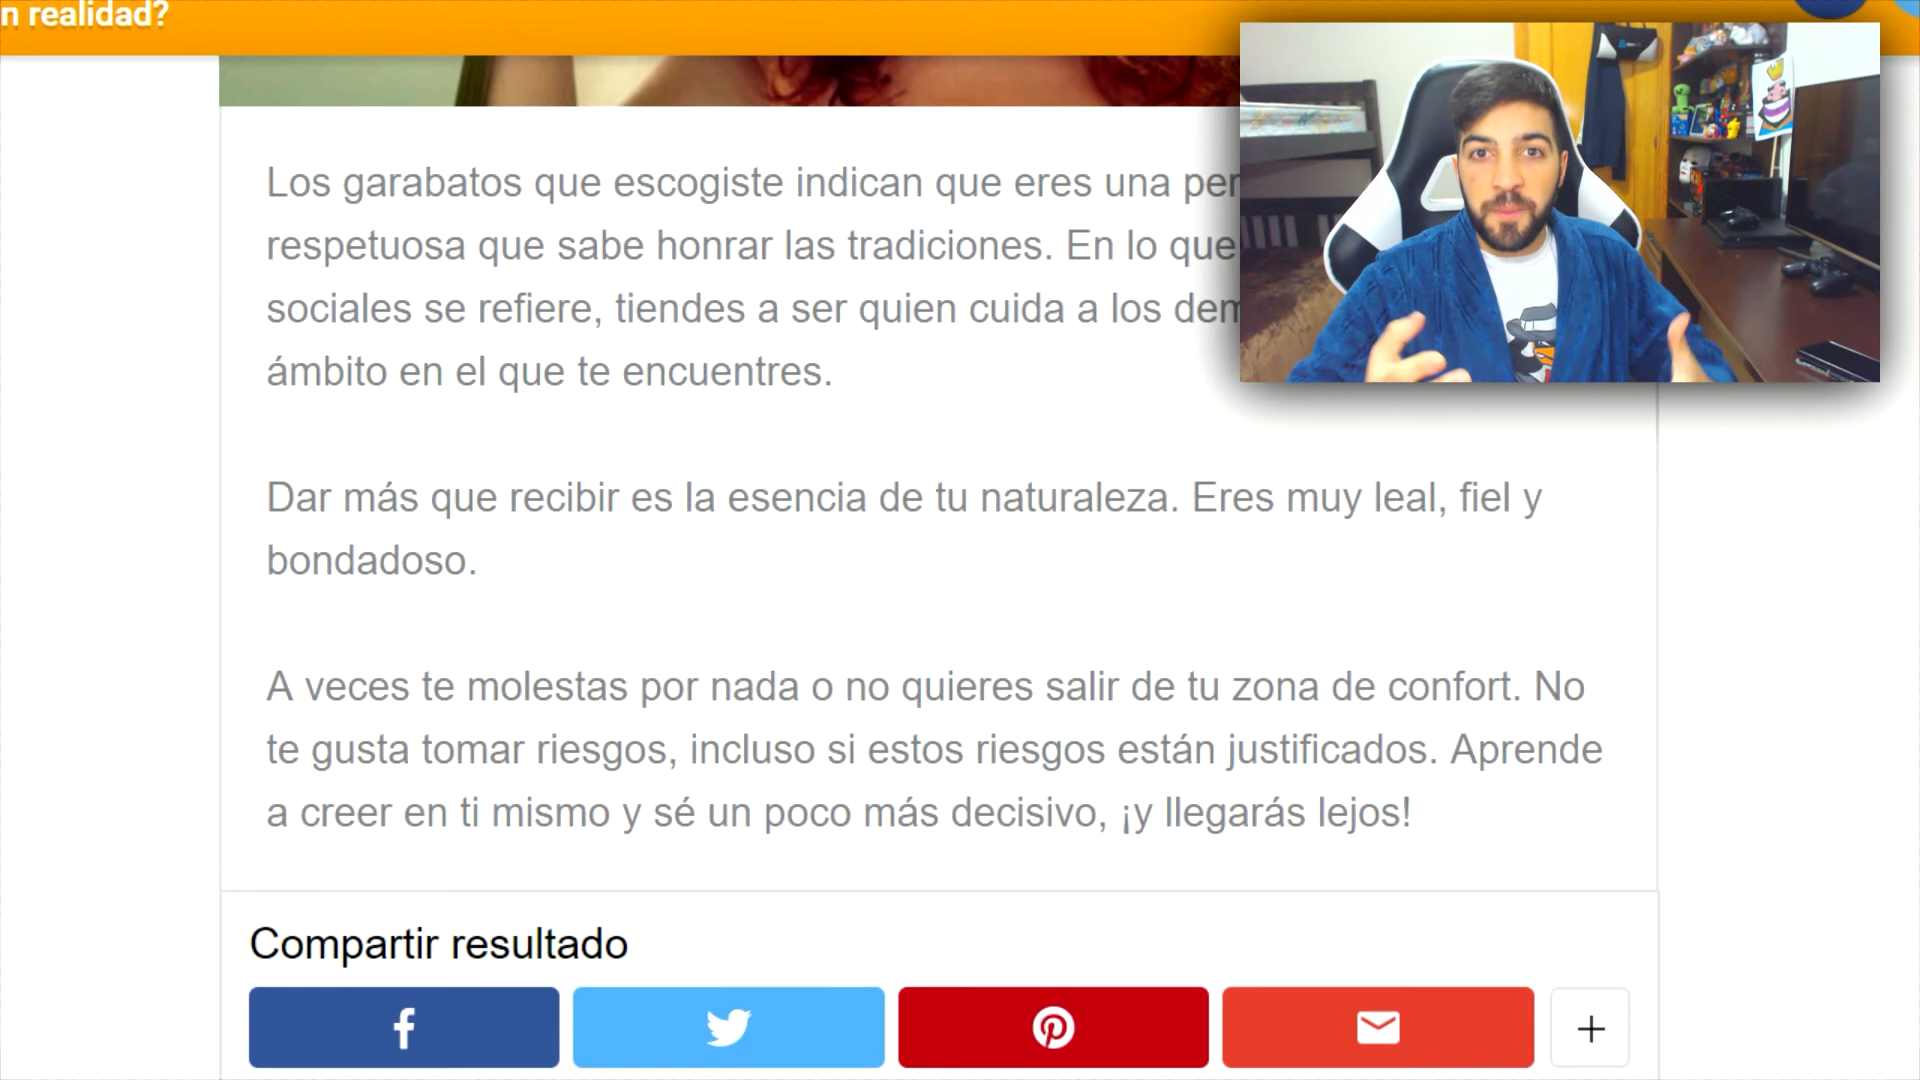 n realidad?
Los garabatos que escogiste indican que eres una
respetuosa que sabe honrar las tradiciones. En lo que
sociales se refiere, tiendes a ser quien cuida a los
ámbito en el que te encuentres.
Dar más que recibir es la esencia de tu naturaleza. Eres muy leal, fiel y
bondadoso.
A veces te molestas por nada o no quieres salir de tu zona de confort. No
te gusta tomar riesgos, incluso si estos riesgos están justificados. Aprende
a creer en ti mismo y sé un poco más decisivo, ¡y llegarás lejos!
Compartir resultado